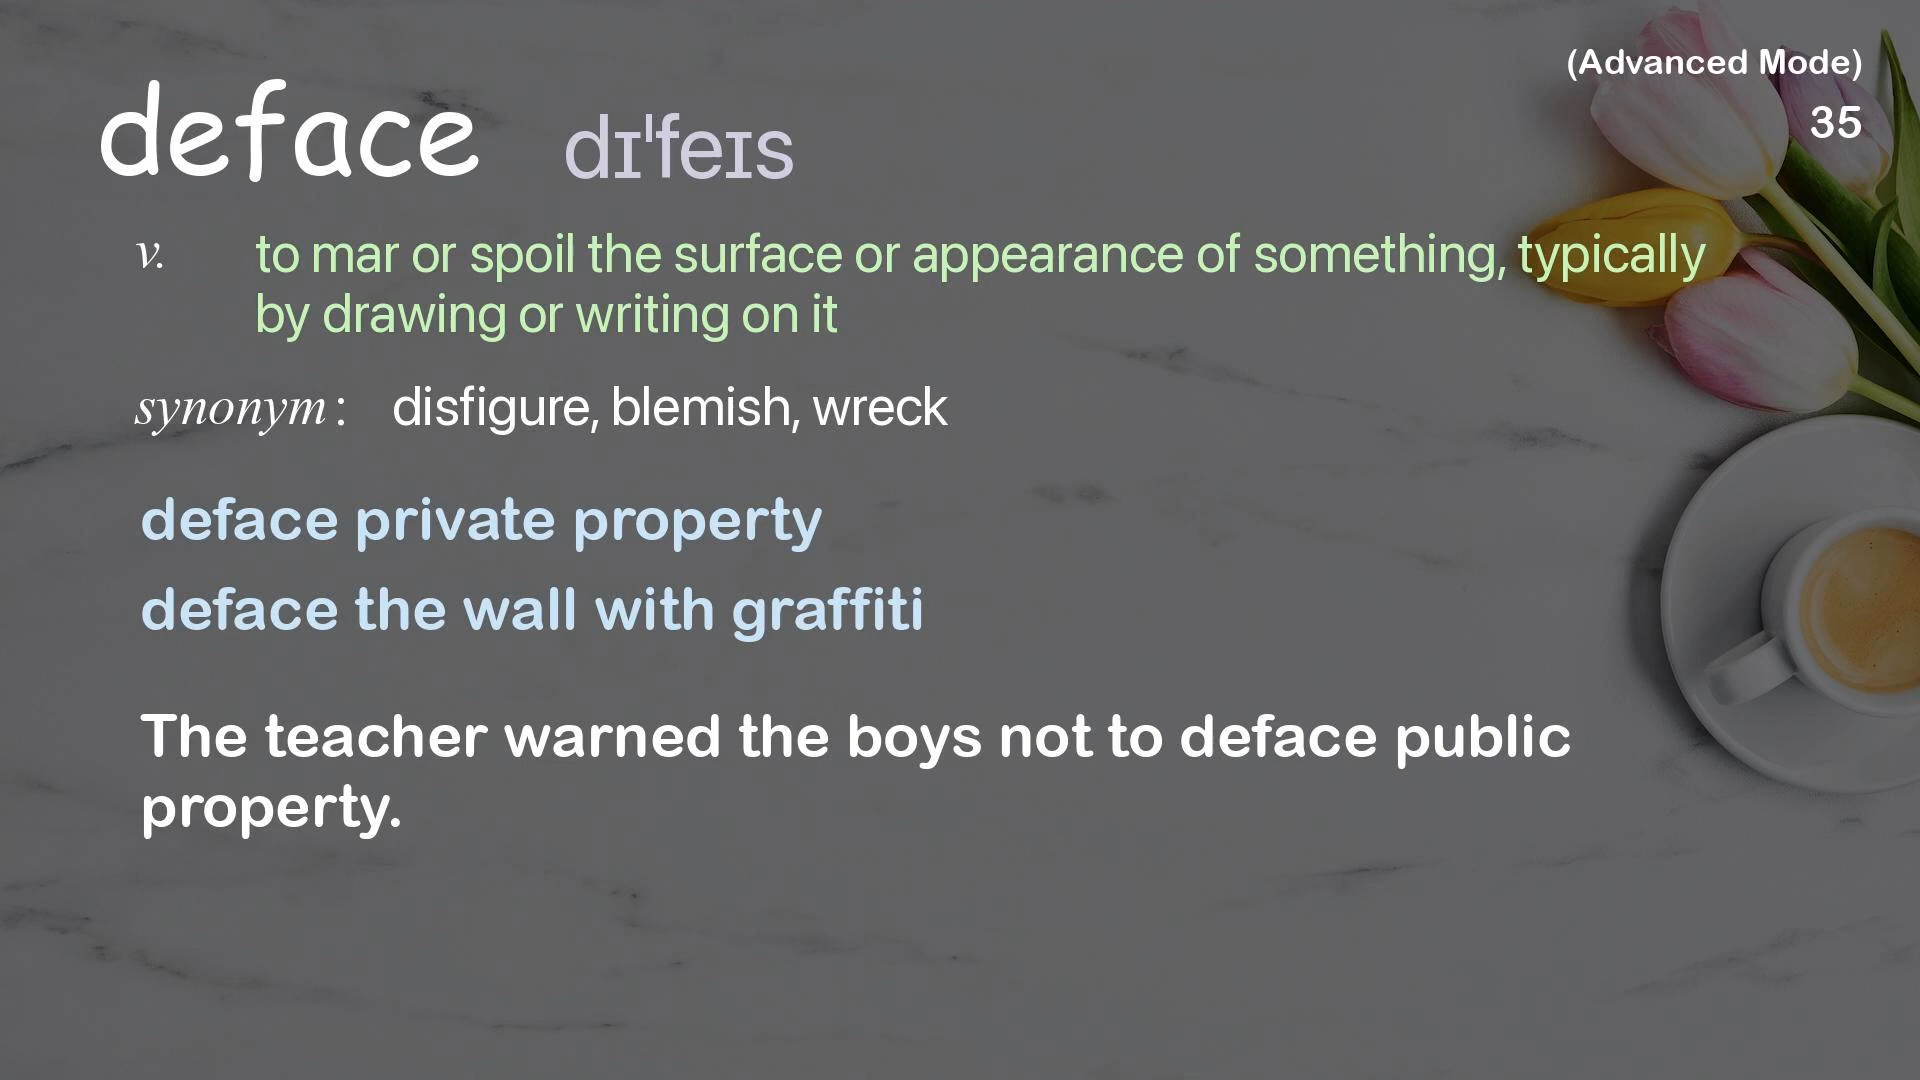 (Advanced Mode)
35
deface dɪˈfeɪs
v. to mar or spoil the surface or appearance of something, typically
by drawing or writing on it
synonym: disfigure, blemish, wreck
deface private property
deface the wall with graffiti
The teacher warned the boys not to deface public
property.